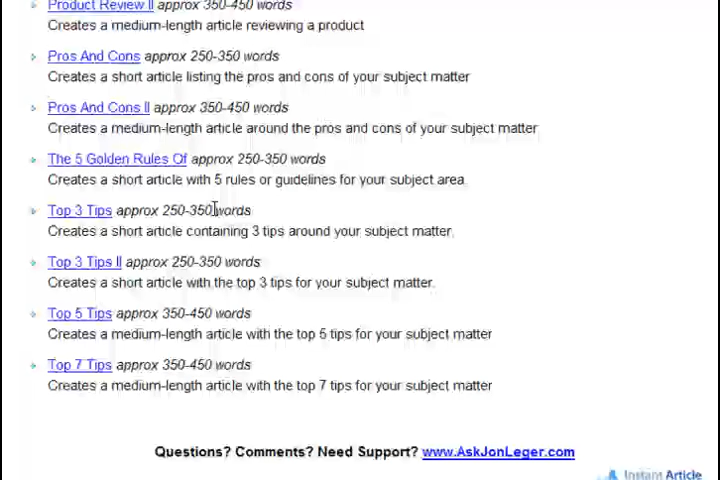 Product Review II approx 350-450 words
Creates a medium-length article reviewing a product
Pros And Cons approx 250-350 words
Creates a short article listing the pros and cons of your subject matter
Pros And Cons II approx 350-450 words
Creates a medium-length article around the pros and cons of your subject matter
The 5 Golden Rules Of approx 250-350 words
Creates a short article with 5 rules or guidelines for your subject area.
Top 3 Tips approx 250-350 words
Creates a short article containing 3 tips around your subject matter.
Top 3 Tips II approx 250-350 words
Creates a short article with the top 3 tips for your subject matter.
Top 5 Tips approx 350-450 words
Creates a medium-length article with the top 5 tips for your subject matter
Top 7 Tips approx 350-450 words
Creates a medium-length article with the top 7 tips for your subject matter
Questions? Comments? Need Support? www.AskJonLeger.com
Instant Article